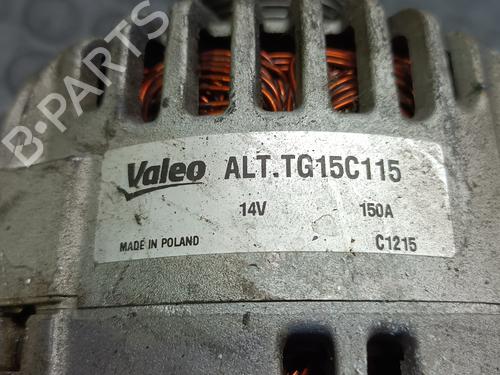 B-PARTS
Valeo ALT.TG15C115
14V 150A
MADE IN POLAND C1215